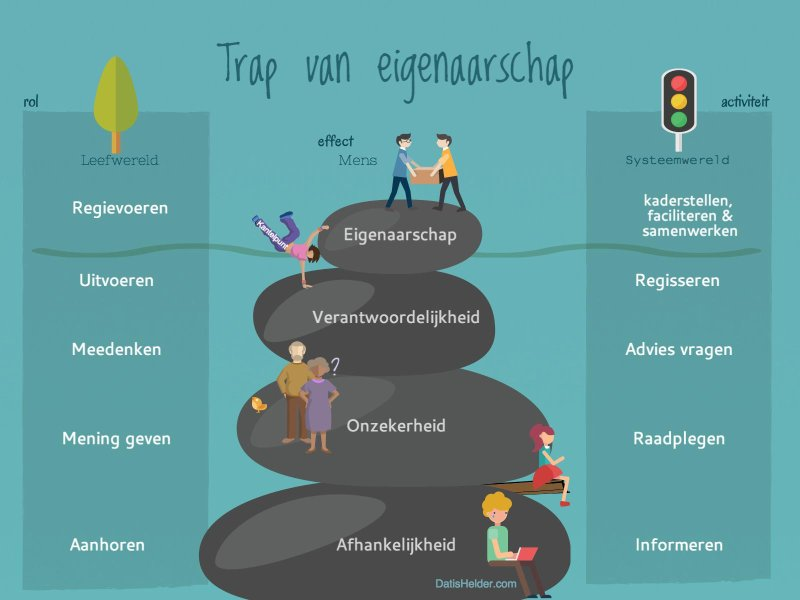 Trap van eigenaarschap
rol
activiteit
effect
Leefwereld
Mens
Systeemwereld
Regievoeren
kaderstellen,
faciliteren &
samenwerken
Kantelpunt
Eigenaarschap
Uitvoeren
Regisseren
Verantwoordelijkheid
Meedenken
Advies vragen
?
Mening geven
Onzekerheid
Raadplegen
Aanhoren
Afhankelijkheid
Informeren
DatisHelder.com